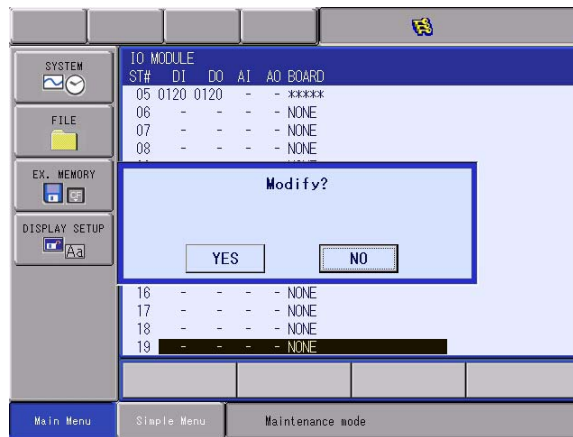 SYSTEM
FILE
EX. MEMORY
DISPLAY SETUP
Aa
IO MODULE
ST# DI DO AI AO BOARD
05 0120 0120 - - *****
06 - - - - NONE
07 - - - - NONE
08 - - - - NONE
Modify?
YES NO
16 - - - - NONE
17 - - - - NONE
18 - - - - NONE
19 - - - - NONE
Main Menu Simple Menu Maintenance mode